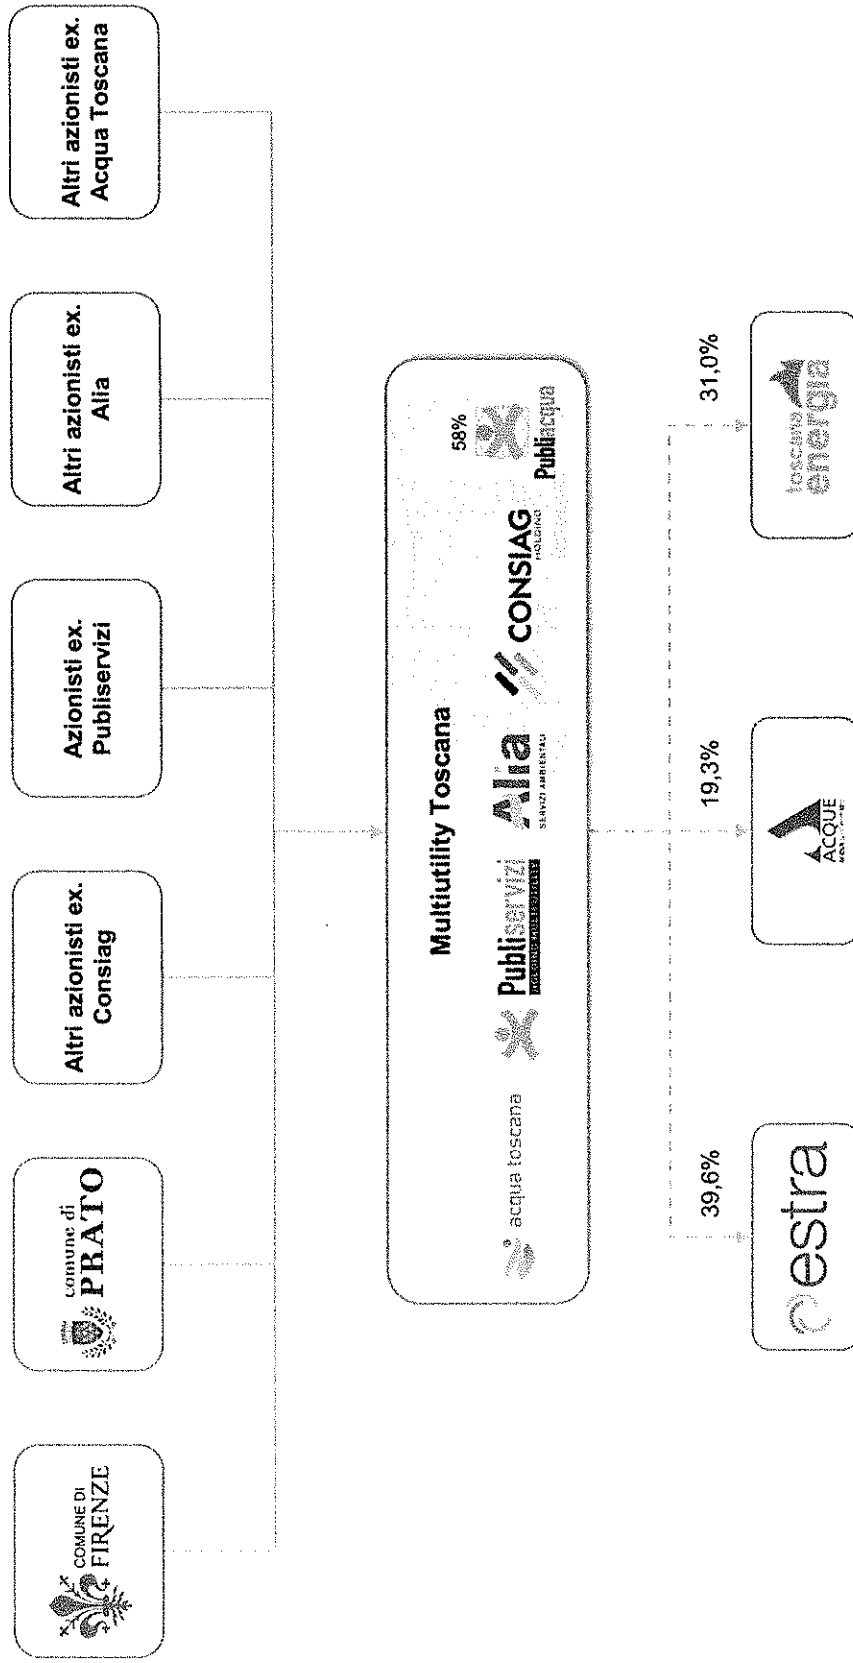 COMUNE DI
FIRENZE
comune di
PRATO
Altri azionisti ex.
Consiag
Azionisti ex.
Publiservizi
Altri azionisti ex.
Alia
Altri azionisti ex.
Acqua Toscana
Multiutility Toscana
acqua toscana
Publiservizi
Alia
SERVIZI AMBIENTALI
CONSIAG
HOLDING
58%
Publiacqua
39,6%
19,3%
31,0%
estra
ACQUE
toscana
energia